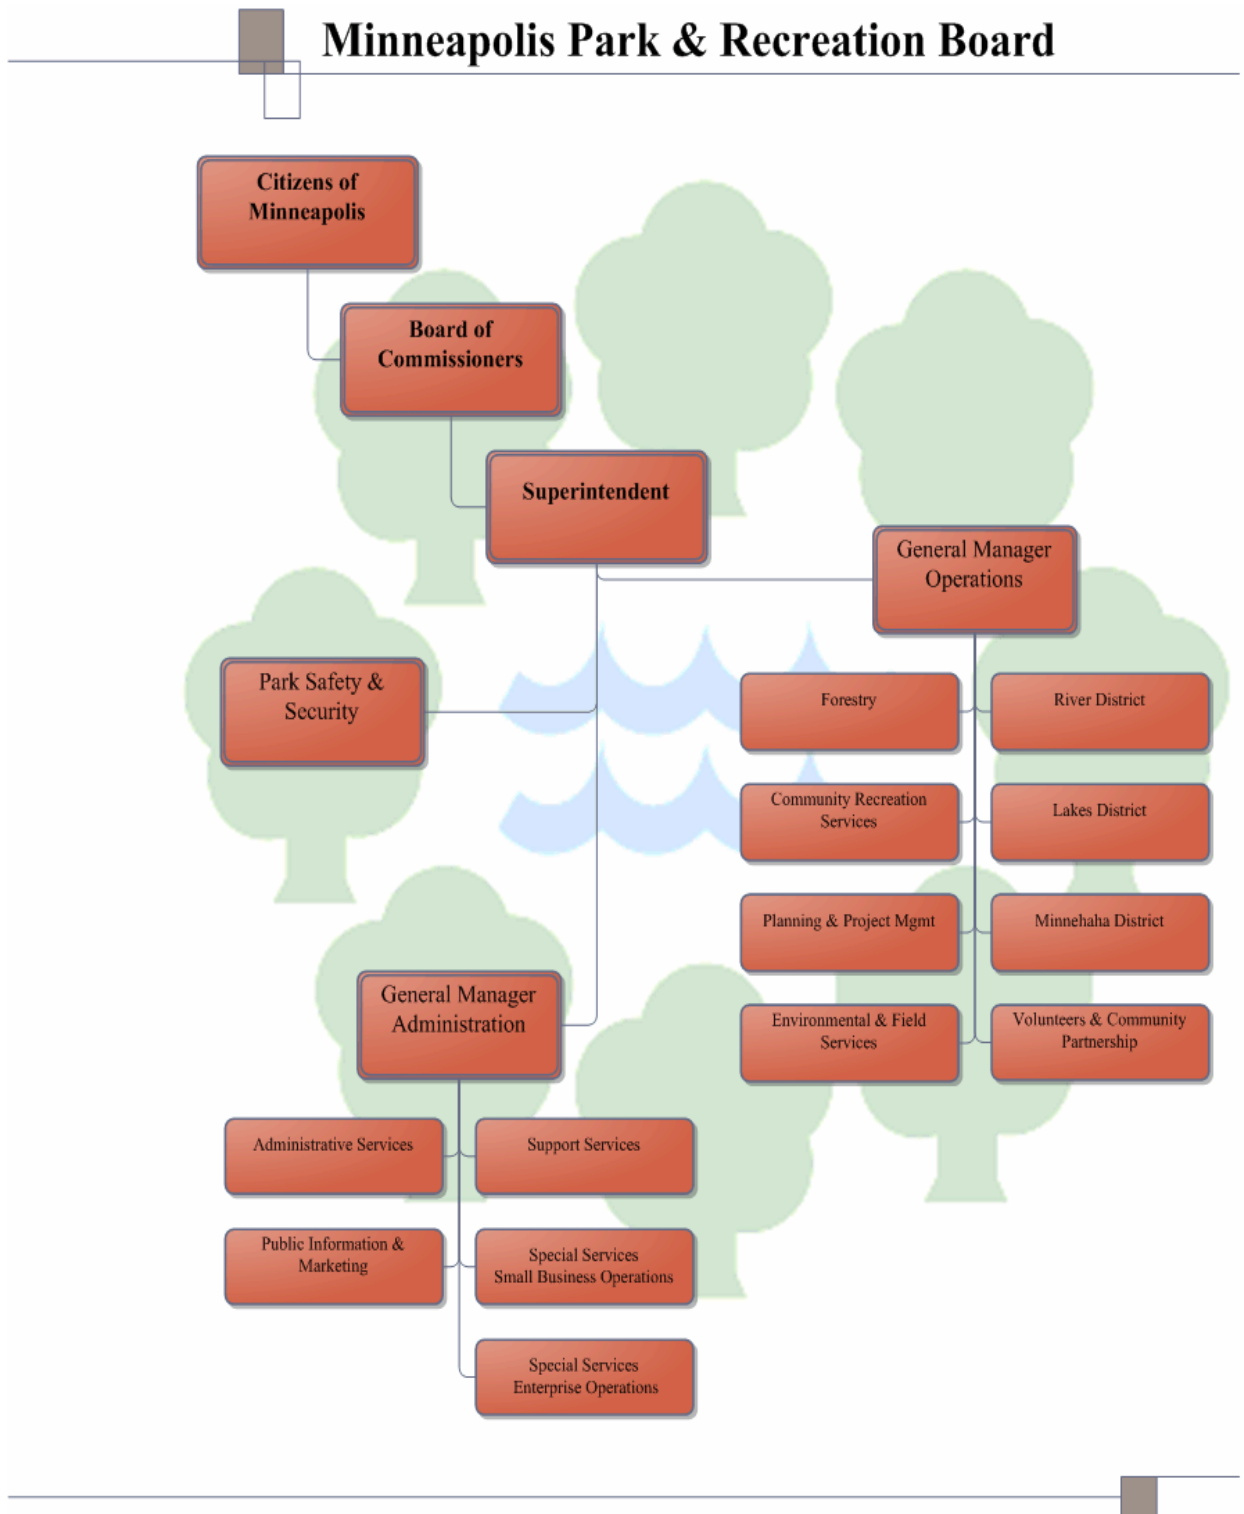 Minneapolis Park & Recreation Board
Citizens of
Minneapolis
Board of
Commissioners
Superintendent
General Manager
Operations
Park Safety &
Security
Forestry
River District
Community Recreation
Services
Lakes District
Planning & Project Mgmt
Minnehaha District
Environmental & Field
Services
Volunteers & Community
Partnership
General Manager
Administration
Administrative Services
Support Services
Public Information &
Marketing
Special Services
Small Business Operations
Special Services
Enterprise Operations